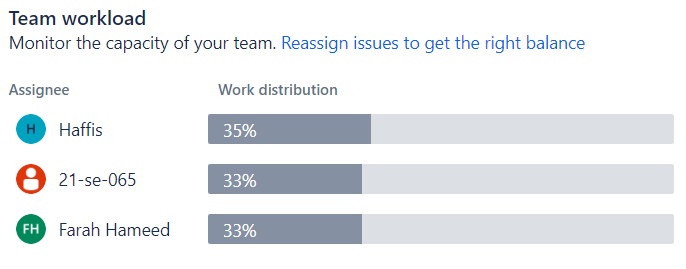 Team workload
Monitor the capacity of your team. Reassign issues to get the right balance
Assignee Work distribution
H Haffis 35%
21-se-065 33%
FH Farah Hameed 33%